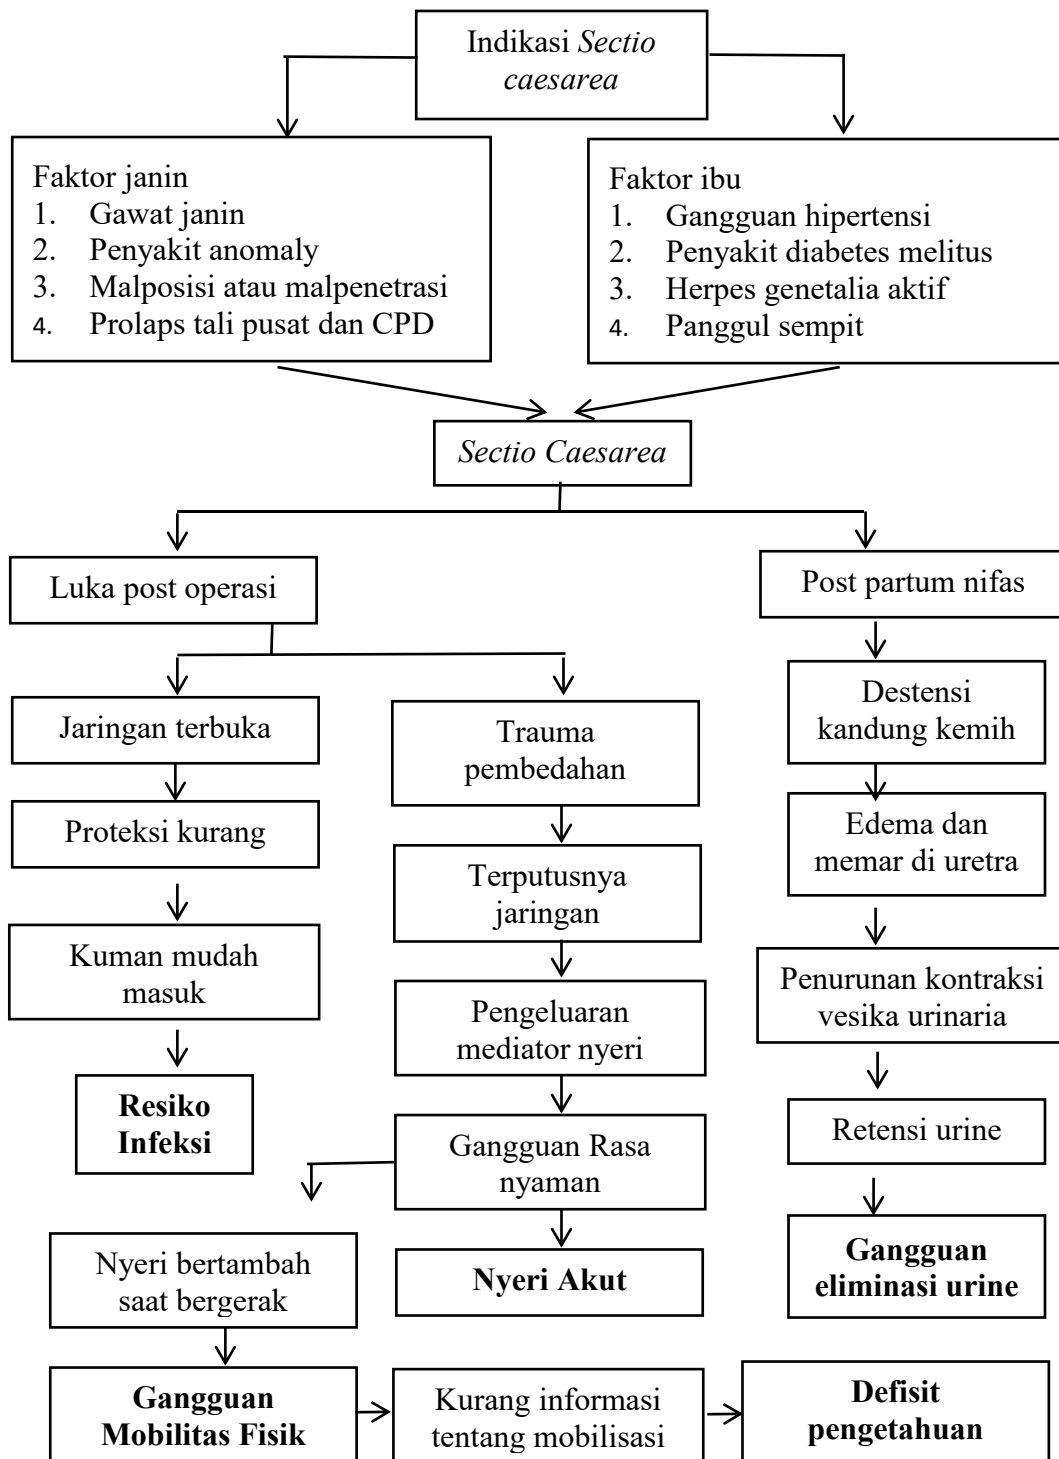 Indikasi Sectio
caesarea
Faktor janin
1. Gawat janin
2. Penyakit anomaly
3. Malposisi atau malpenetrasi
4. Prolaps tali pusat dan CPD
Faktor ibu
1. Gangguan hipertensi
2. Penyakit diabetes melitus
3. Herpes genetalia aktif
4. Panggul sempit
Sectio Caesarea
Luka post operasi
Post partum nifas
Jaringan terbuka
Proteksi kurang
Kuman mudah
masuk
Resiko
Infeksi
Trauma
pembedahan
Terputusnya
jaringan
Pengeluaran
mediator nyeri
Gangguan Rasa
nyaman
Nyeri Akut
Destensi
kandung kemih
Edema dan
memar di uretra
Penurunan kontraksi
vesika urinaria
Retensi urine
Gangguan
eliminasi urine
Nyeri bertambah
saat bergerak
Gangguan
Mobilitas Fisik
Kurang informasi
tentang mobilisasi
Defisit
pengetahuan